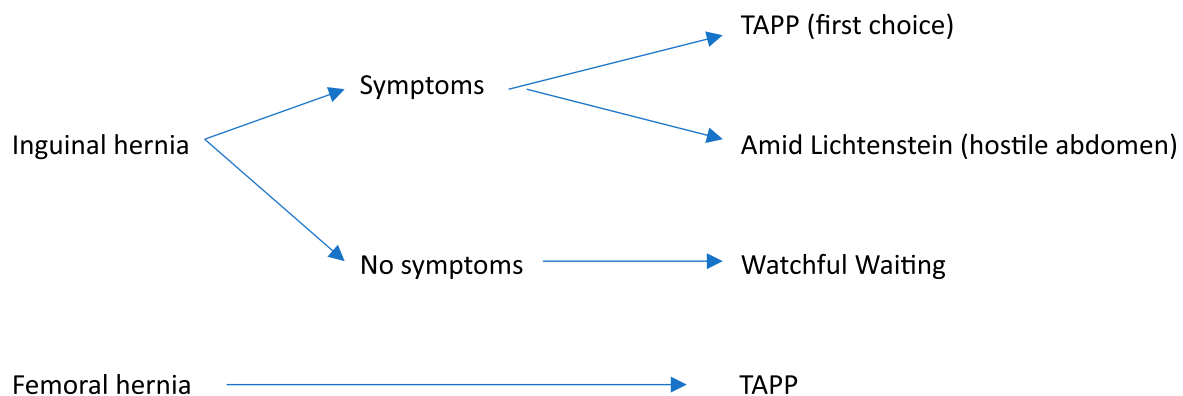 TAPP (first choice)
Symptoms
Inguinal hernia
Amid Lichtenstein (hostile abdomen)
No symptoms
Watchful Waiting
Femoral hernia
TAPP